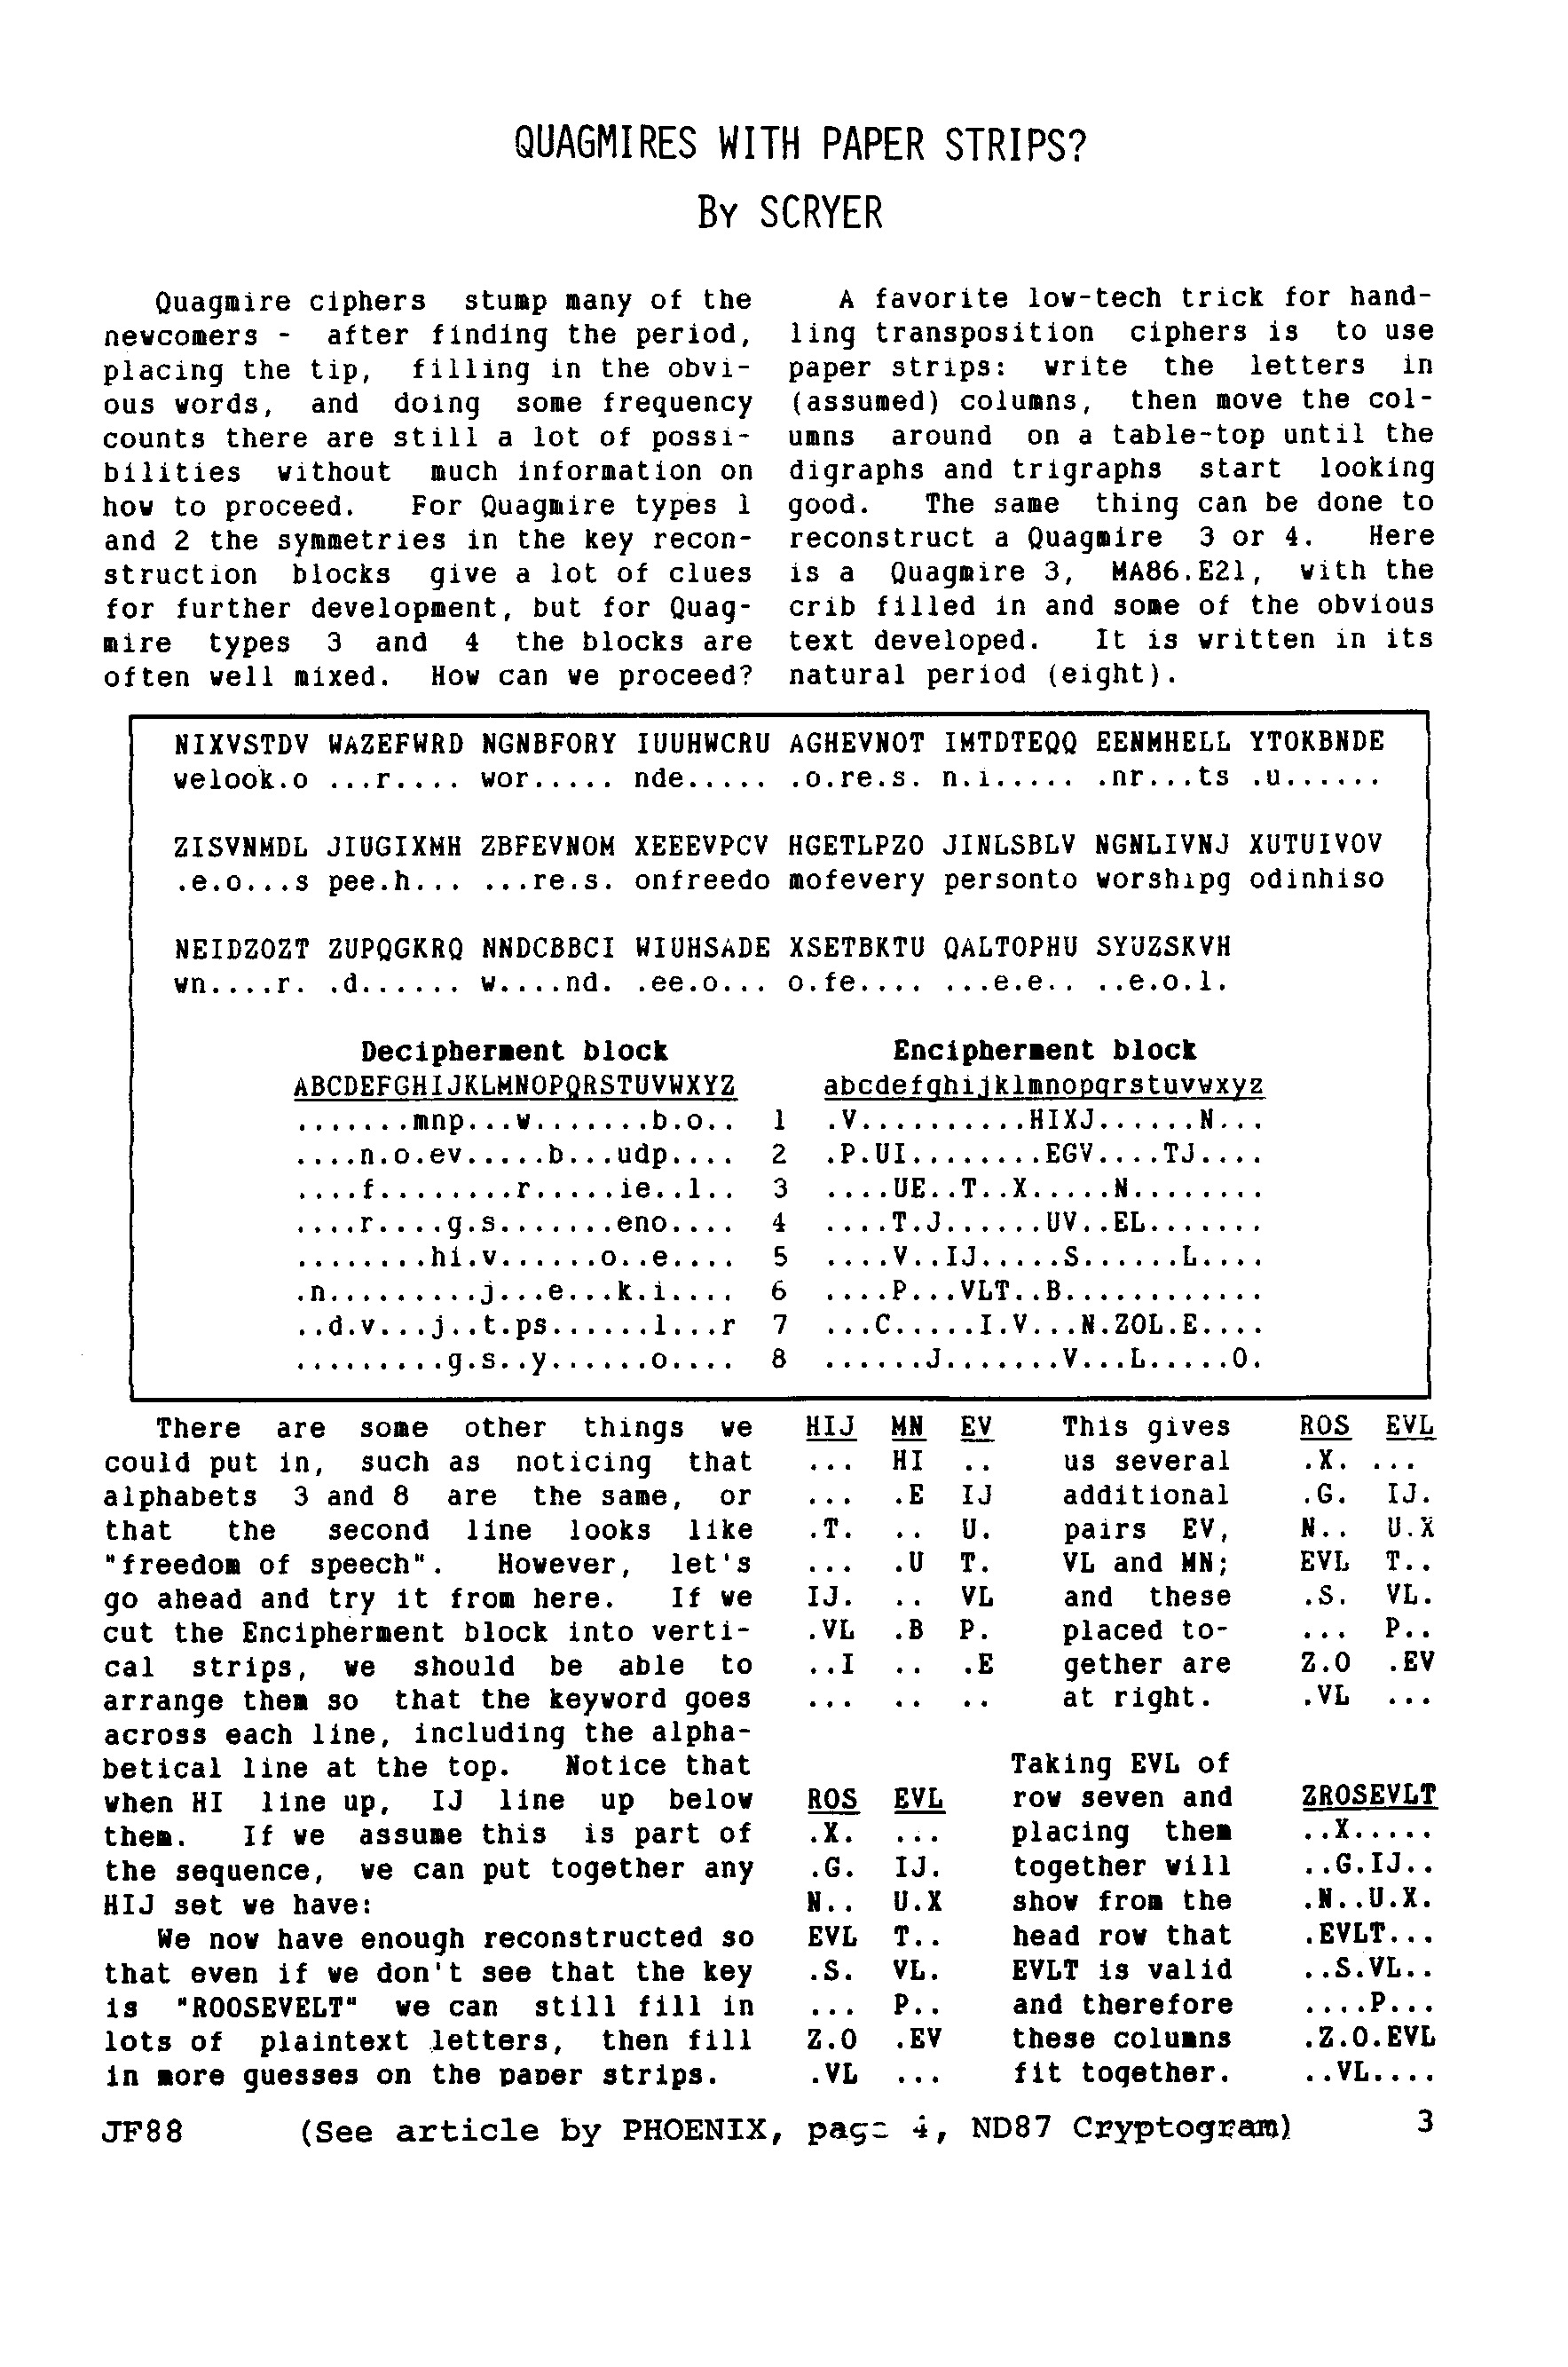 QUAGMIRES WITH PAPER STRIPS?
By SCRYER
Quagmire ciphers stump many of the
newcomers - after finding the period,
placing the tip, filling in the obvi-
ous words, and doing some frequency
counts there are still a lot of possi-
bilities without much information on
how to proceed. For Quagmire types 1
and 2 the symmetries in the key recon-
struction blocks give a lot of clues
for further development, but for Quag-
mire types 3 and 4 the blocks are
often well mixed. How can we proceed?
A favorite low-tech trick for hand-
ling transposition ciphers is to use
paper strips: write the letters in
(assumed) columns, then move the col-
umns around on a table-top until the
digraphs and trigraphs start looking
good. The same thing can be done to
reconstruct a Quagmire 3 or 4. Here
is a Quagmire 3, MA86.E21, with the
crib filled in and some of the obvious
text developed. It is written in its
natural period (eight).
NIXVSTDV WAZEFWRD NGNBFORY IUUHWCRU AGHEVNOT IMTDTEQQ EENMHELL YTOKBNDE
welook.o ...r.... wor..... nde..... .o.re.s. n.i..... .nr...ts .u......
ZISVNMDL JIUGIXMH ZBFEVNOM XEEEVPCV HGETLPZO JINLSBLV NGNLIVNJ XUTUIVOV
.e.o...s pee.h... ...re.s. onfreedo mofevery personto worshipg odinhiso
NEIDZOZT ZUPQGKRQ NNDCBBCI WIUHSADE XSETBKTU QALTOPHU SYUZSKVH
wn....r. .d...... w....nd. .ee.o... o.fe.... ...e.e.. ..e.o.l.
Decipherment block Encipherment block
ABCDEFGHIJKLMNOPQRSTUVWXYZ abcdefghijklmnopqrstuvwxyz
.......mnp...w.......b.o.. 1 .V..........HIXJ......N...
....n.o.ev.....b...udp.... 2 .P.UI........EGV....TJ....
....f........r.....ie..l.. 3 ....UE..T..X.....N........
....r....g.s.......eno.... 4 ....T.J......UV..EL.......
........hi.v......o..e.... 5 ....V..IJ.....S......L....
.n.........j...e...k.i.... 6 ....P...VLT..B............
..d.v...j..t.ps......l...r 7 ...C.....I.V...N.ZOL.E....
.........g.s..y......o.... 8 ......J.......V...L.....O.
There are some other things we
could put in, such as noticing that
alphabets 3 and 8 are the same, or
that the second line looks like
"freedom of speech". However, let's
go ahead and try it from here. If we
cut the Encipherment block into verti-
cal strips, we should be able to
arrange them so that the keyword goes
across each line, including the alpha-
betical line at the top. Notice that
when HI line up, IJ line up below
them. If we assume this is part of
the sequence, we can put together any
HIJ set we have:
We now have enough reconstructed so
that even if we don't see that the key
is "ROOSEVELT" we can still fill in
lots of plaintext letters, then fill
in more guesses on the paper strips.
HIJ MN EV This gives ROS EVL
... HI .. us several .X. ...
... .E IJ additional .G. IJ.
.T. .. U. pairs EV, N.. U.X
... .U T. VL and MN; EVL T..
IJ. .. VL and these .S. VL.
.VL .B P. placed to- ... P..
..I .. .E gether are Z.O .EV
... .. .. at right. .VL ...
Taking EVL of
ROS EVL row seven and ZROSEVLT
.X. ... placing them ..X.....
.G. IJ. together will ..G.IJ..
N.. U.X show from the .N..U.X.
EVL T.. head row that .EVLT...
.S. VL. EVLT is valid ..S.VL..
... P.. and therefore ....P...
Z.O .EV these columns .Z.O.EVL
.VL ... fit together. ..VL....
JF88 (See article by PHOENIX, page 4, ND87 Cryptogram) 3